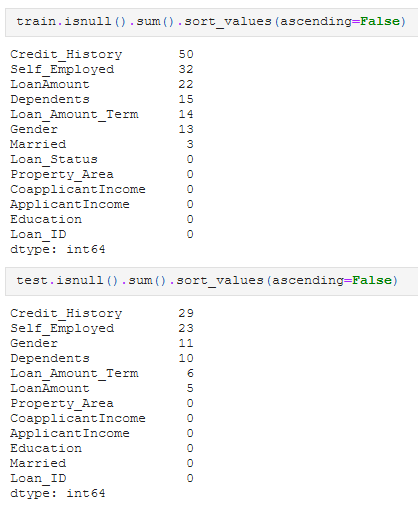 train.isnull().sum().sort_values(ascending=False)
Credit_History 50
Self_Employed 32
LoanAmount 22
Dependents 15
Loan_Amount_Term 14
Gender 13
Married 3
Loan_Status 0
Property_Area 0
CoapplicantIncome 0
ApplicantIncome 0
Education 0
Loan_ID 0
dtype: int64
test.isnull().sum().sort_values(ascending=False)
Credit_History 29
Self_Employed 23
Gender 11
Dependents 10
Loan_Amount_Term 6
LoanAmount 5
Property_Area 0
CoapplicantIncome 0
ApplicantIncome 0
Education 0
Married 0
Loan_ID 0
dtype: int64